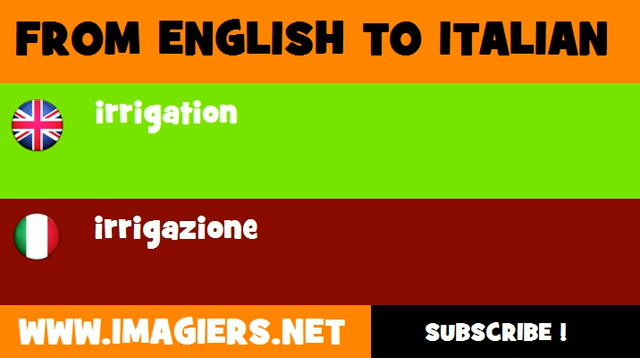 FROM ENGLISH TO ITALIAN
irrigation
irrigazione
WWW.IMAGIERS.NET
SUBSCRIBE !